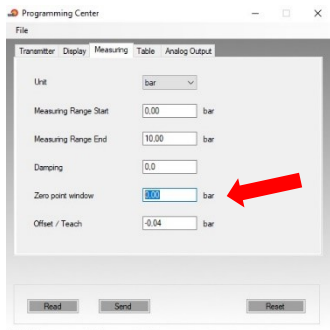 Programming Center
File
Transmitter Display Measuring Table Analog Output
Unit bar
Measuring Range Start 0.00 bar
Measuring Range End 10.00 bar
Damping 0,0
Zero point window 0.00 bar
Offset / Teach -0.04 bar
Read Send Reset